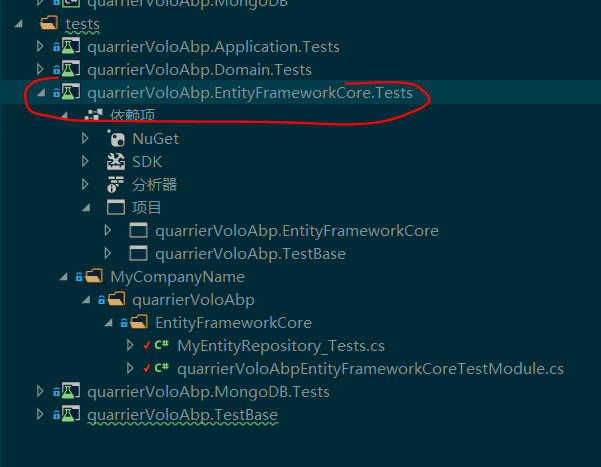 quarrierVoloAbp.MongoDB
tests
quarrierVoloAbp.Application.Tests
quarrierVoloAbp.Domain.Tests
quarrierVoloAbp.EntityFrameworkCore.Tests
依赖项
NuGet
SDK
分析器
项目
quarrierVoloAbp.EntityFrameworkCore
quarrierVoloAbp.TestBase
MyCompanyName
quarrierVoloAbp
EntityFrameworkCore
C# MyEntityRepository_Tests.cs
C# quarrierVoloAbpEntityFrameworkCoreTestModule.cs
quarrierVoloAbp.MongoDB.Tests
quarrierVoloAbp.TestBase